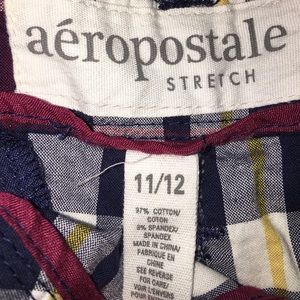 aéropostale
STRETCH
11/12
97% COTTON/
COTON
3% SPANDEX/
SPANDEX
MADE IN CHINA/
FABRIQUE EN
CHINE
SEE REVERSE
FOR CARE/
VOIR L'ENVERS